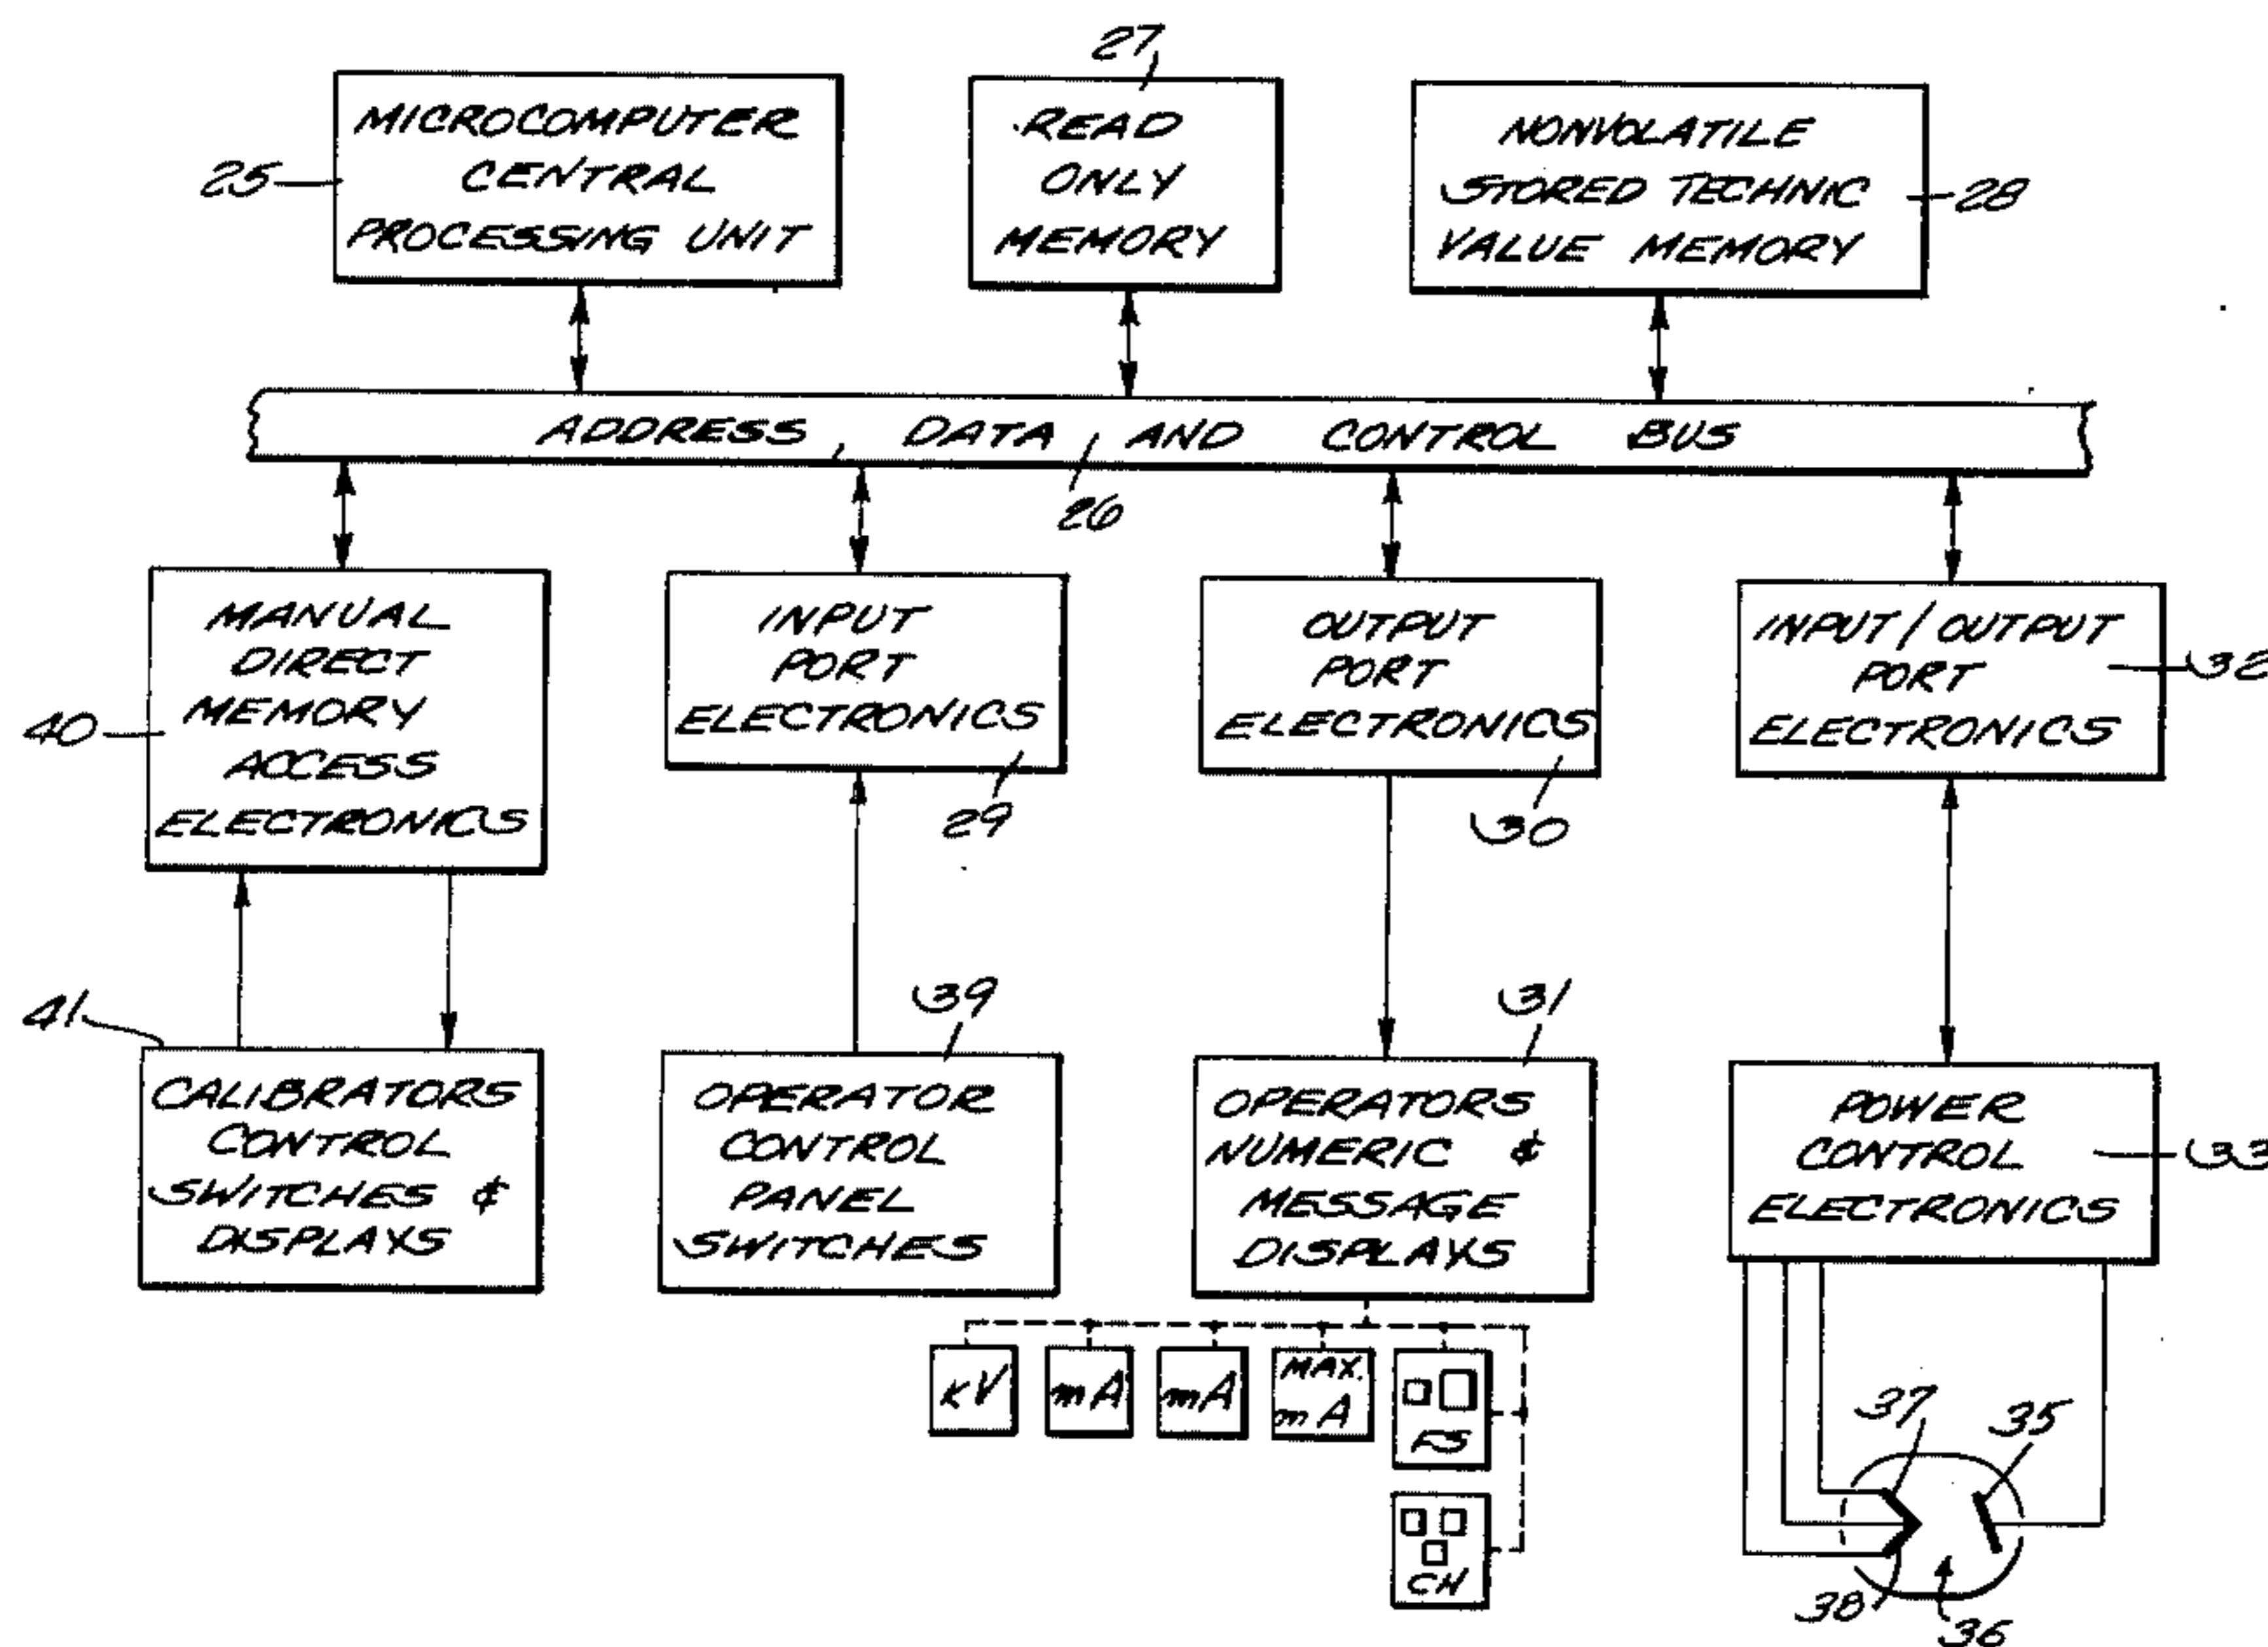 27
MICROCOMPUTER
CENTRAL
PROCESSING UNIT
25
READ
ONLY
MEMORY
NONVOLATILE
STORED TECHNIC
VALUE MEMORY
28
ADDRESS, DATA, AND CONTROL BUS
26
MANUAL
DIRECT
MEMORY
ACCESS
ELECTRONICS
40
INPUT
PORT
ELECTRONICS
29
OUTPUT
PORT
ELECTRONICS
30
INPUT/OUTPUT
PORT
ELECTRONICS
32
41
CALIBRATORS
CONTROL
SWITCHES &
DISPLAYS
39
OPERATOR
CONTROL
PANEL
SWITCHES
31
OPERATORS
NUMERIC &
MESSAGE
DISPLAYS
POWER
CONTROL
ELECTRONICS
33
kV
mA
mA
MAX.
mA
FS
CH
37
35
38
36